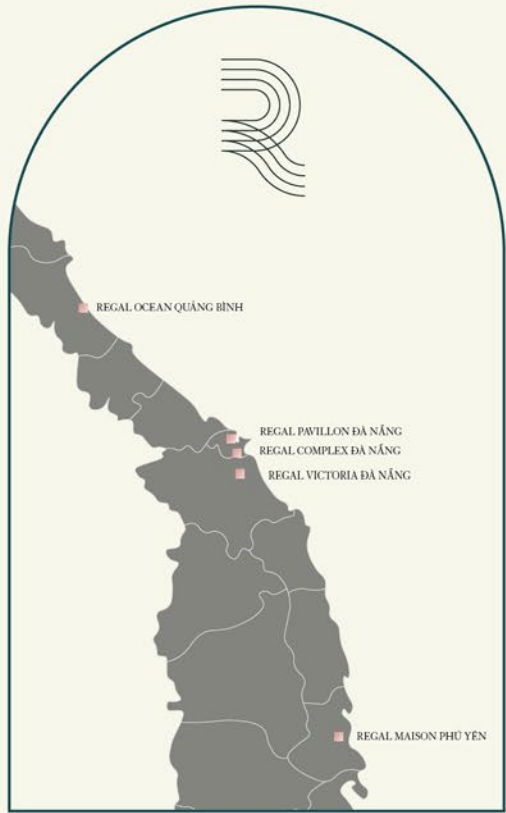 REGAL OCEAN QUẢNG BÌNH
REGAL PAVILLON ĐÀ NẴNG
REGAL COMPLEX ĐÀ NẴNG
REGAL VICTORIA ĐÀ NẴNG
REGAL MAISON PHÚ YÊN